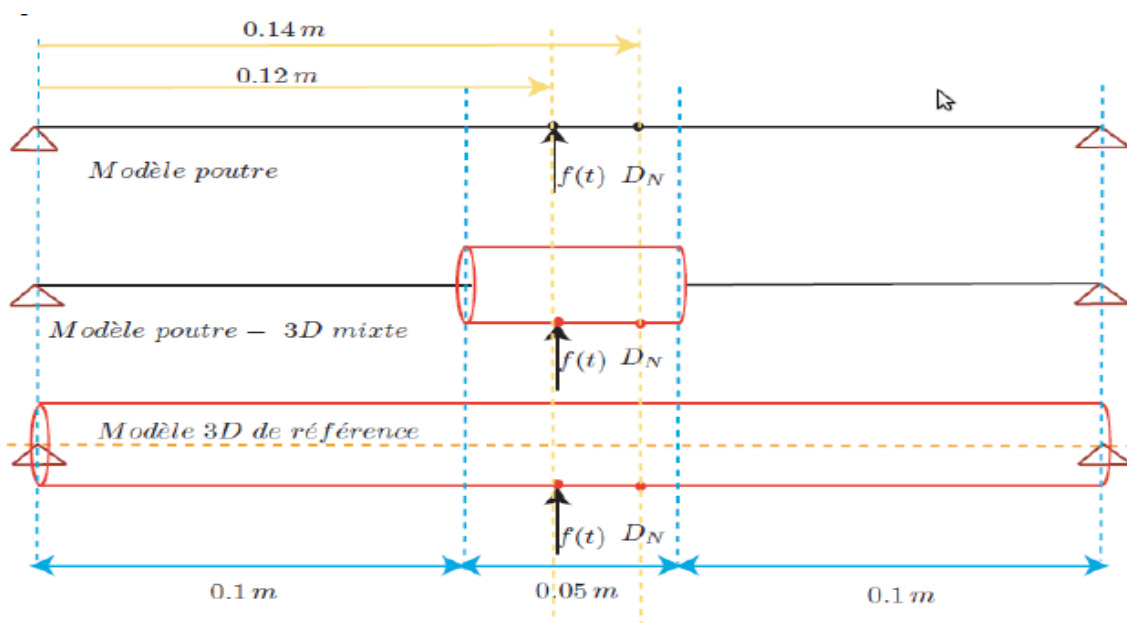 0.14 m
0.12 m
Modèle poutre
f(t) D_N
Modèle poutre − 3D mixte
f(t) D_N
Modèle 3D de référence
f(t) D_N
0.1 m 0.05 m 0.1 m